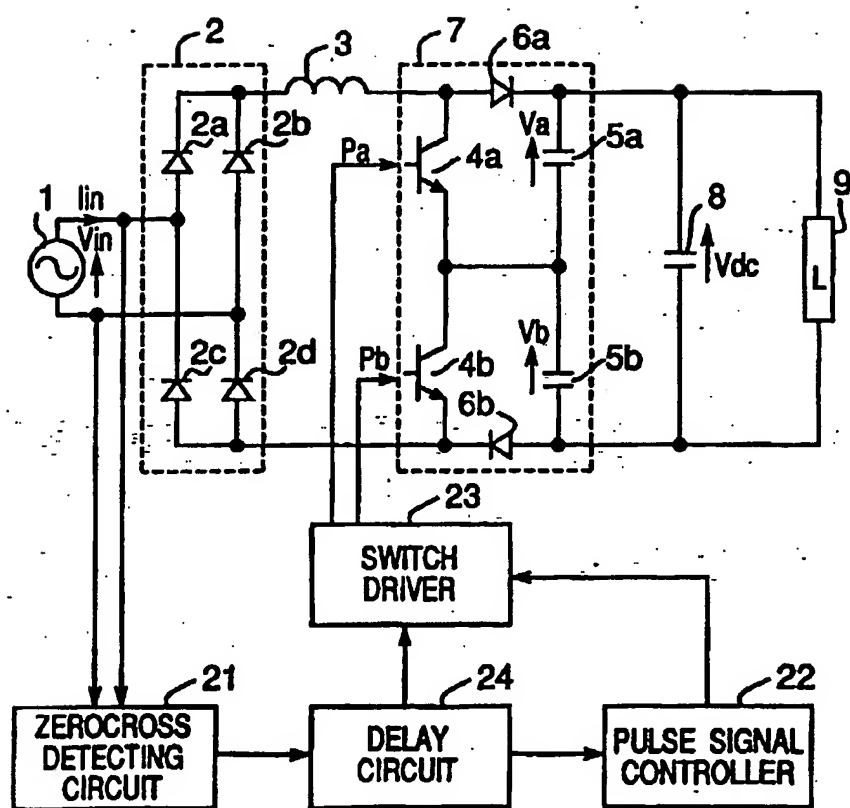 2
3
7
6a
2a
2b
Va
5a
Pa
4a
8
9
1
Iin
Vin
Vdc
L
2c
2d
Pb
4b
Vb
5b
6b
23
SWITCH
DRIVER
21
24
22
ZEROCROSS
DETECTING
CIRCUIT
DELAY
CIRCUIT
PULSE SIGNAL
CONTROLLER